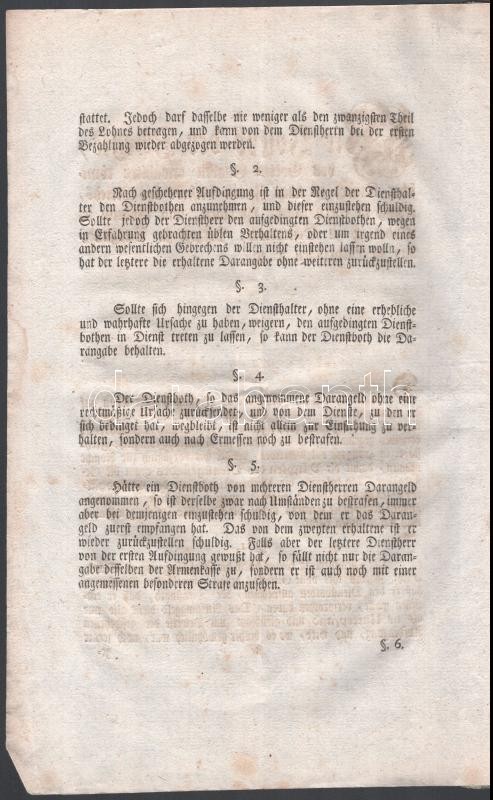 stattet. Jedoch darf dasselbe nie weniger als den zwanzigsten Theil
des Lohnes betragen, und kann von dem Dienstherrn bei der ersten
Bezahlung wieder abgezogen werden.
§. 2.
Nach geschehener Aufdingung ist in der Regel der Diensthal-
ter den Dienstbothen anzunehmen, und dieser einzustehen schuldig.
Sollte jedoch der Dienstherr den aufgedingten Dienstbothen, wegen
in Erfahrung gebrachten üblen Verhaltens, oder um irgend eines
andern wesentlichen Gebrechens willen nicht einstehen lassen wolln, so
hat der letztere die erhaltene Darangabe ohne weiteren zurückzustellen.
§. 3.
Sollte sich hingegen der Diensthalter, ohne eine erhebliche
und wahrhafte Ursache zu haben, weigern, den aufgedingten Dienst-
bothen in Dienst treten zu lassen, so kann der Dienstboth die Da-
rangabe behalten.
§. 4.
Der Dienstboth, so das angenommene Darangeld ohne eine
rechtmäßige Ursache zurücksendet, und von dem Dienste, zu den er
sich bedinget hat, wegbleibt, ist nicht allein zur Einstehung zu ver-
halten, sondern auch nach Ermessen noch zu bestrafen.
§. 5.
Hätte ein Dienstboth von mehreren Dienstherren Darangeld
angenommen, so ist derselbe zwar nach Umständen zu bestrafen, immer
aber bei demjenigen einzustehen schuldig, von dem er das Daran-
geld zuerst empfangen hat. Das von dem zweyten erhaltene ist er
wieder zurückzustellen schuldig. Falls aber der letztere Dienstherr
von der ersten Aufdingung gewußt hat, so fällt nicht nur die Daran-
gabe desselben der Armenkasse zu, sondern er ist auch noch mit einer
angemessenen besonderen Strafe anzusehen.
§. 6.
darabanth